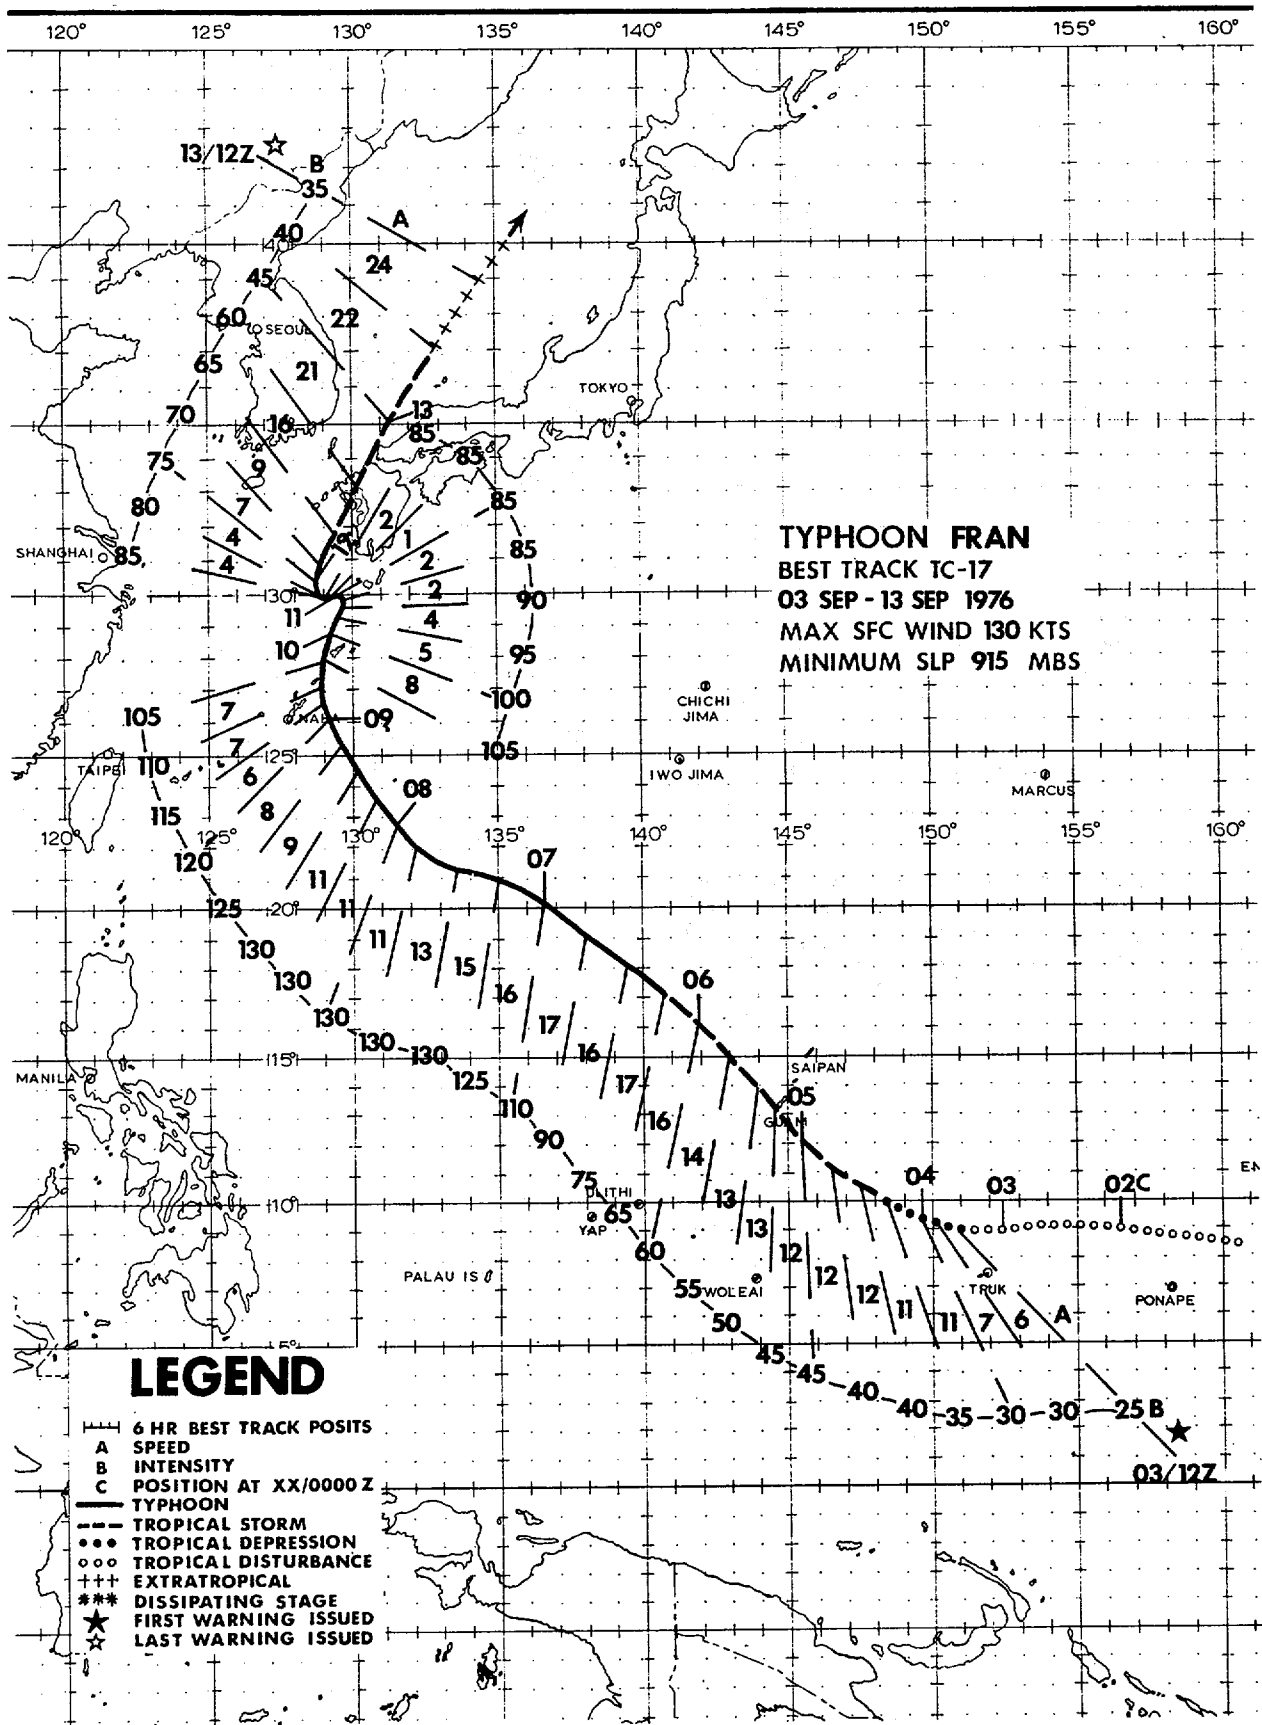 120° 125° 130° 135° 140° 145° 150° 155° 160°
13/12Z
B
35
A
40
40
24
45
60
SEOUL
22
65
21
TOKYO
70
16
13
85
75
9
85
80
7
2
85
4
1
SHANGHAI
85
4
2
85
30°
2
90
11
4
10
5
95
8
100
TYPHOON FRAN
BEST TRACK TC-17
03 SEP - 13 SEP 1976
MAX SFC WIND 130 KTS
MINIMUM SLP 915 MBS
CHICHI
JIMA
105
7
NAHA
09
7
25°
105
TAIPEI
110
6
IWO JIMA
MARCUS
115
8
08
120° 125° 130° 135° 140° 145° 150° 155° 160°
120
9
07
11
125
20°
11
130
11
13
15
130
16
06
130
17
130
130
16
15°
SAIPAN
MANILA
125
17
05
110
16
GUAM
90
14
04
03
02C
75
ULITHI
13
10°
65
YAP
13
60
12
PALAU IS
55
WOLEAI
12
12
TRUK
PONAPE
50
11
11
7
6
A
5°
45
45
40
40
35
30
30
25 B
03/12Z
LEGEND
6 HR BEST TRACK POSITS
A SPEED
B INTENSITY
C POSITION AT XX/0000 Z
TYPHOON
TROPICAL STORM
TROPICAL DEPRESSION
TROPICAL DISTURBANCE
EXTRATROPICAL
DISSIPATING STAGE
FIRST WARNING ISSUED
LAST WARNING ISSUED